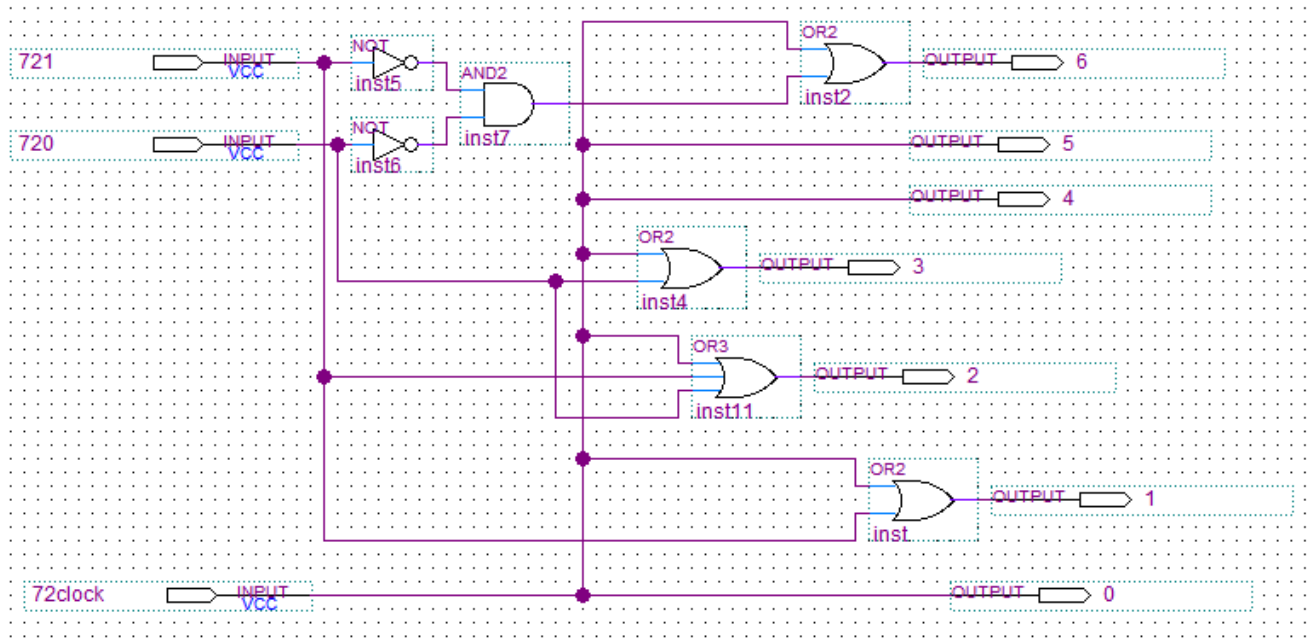 OR2
721 INPUT VCC
NOT
inst5
AND2
OUTPUT 6
inst2
720 INPUT VCC
NOT
inst6
inst7
OUTPUT 5
OUTPUT 4
OR2
OUTPUT 3
inst4
OR3
OUTPUT 2
inst11
OR2
OUTPUT 1
inst
72clock INPUT VCC
OUTPUT 0